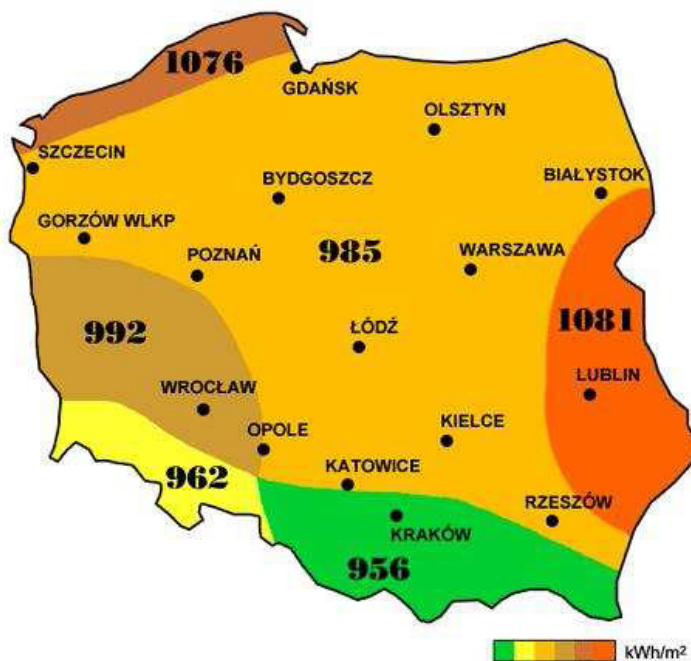 1076
GDAŃSK
OLSZTYN
SZCZECIN
BYDGOSZCZ
BIAŁYSTOK
GORZÓW WLKP
POZNAŃ
985
WARSZAWA
992
ŁÓDŹ
1081
WROCŁAW
LUBLIN
OPOLE
KIELCE
962
KATOWICE
RZESZÓW
KRAKÓW
956
kWh/m²